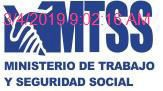 3/4/2019 9:02:16 AM
MTSS
MINISTERIO DE TRABAJO
Y SEGURIDAD SOCIAL